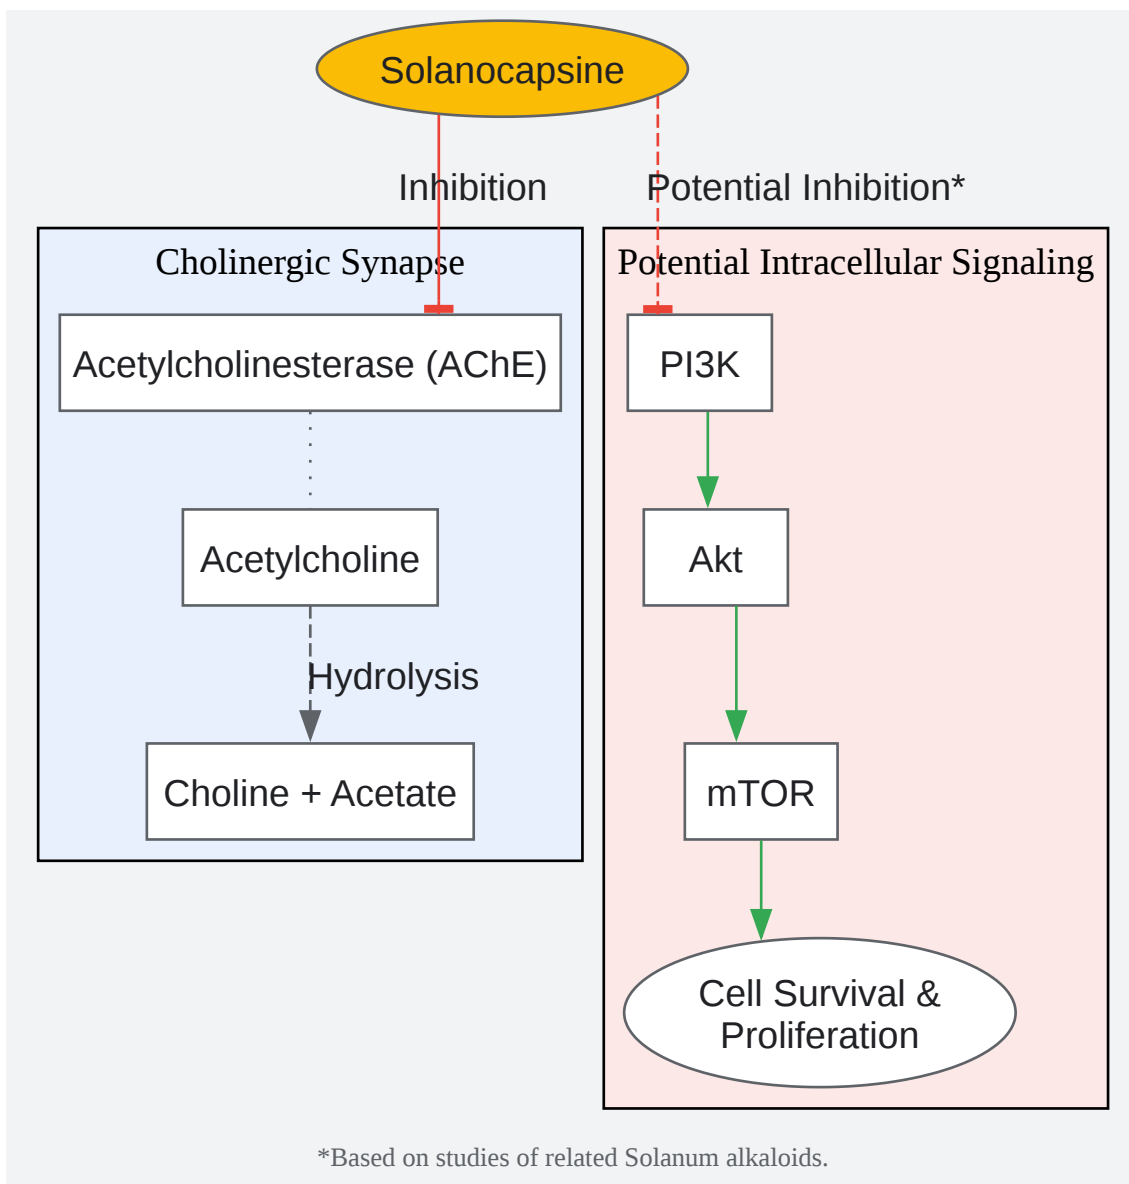 Solanocapsine
Inhibition
Potential Inhibition*
Cholinergic Synapse
Acetylcholinesterase (AChE)
Acetylcholine
Hydrolysis
Choline + Acetate
Potential Intracellular Signaling
PI3K
Akt
mTOR
Cell Survival &
Proliferation
*Based on studies of related Solanum alkaloids.